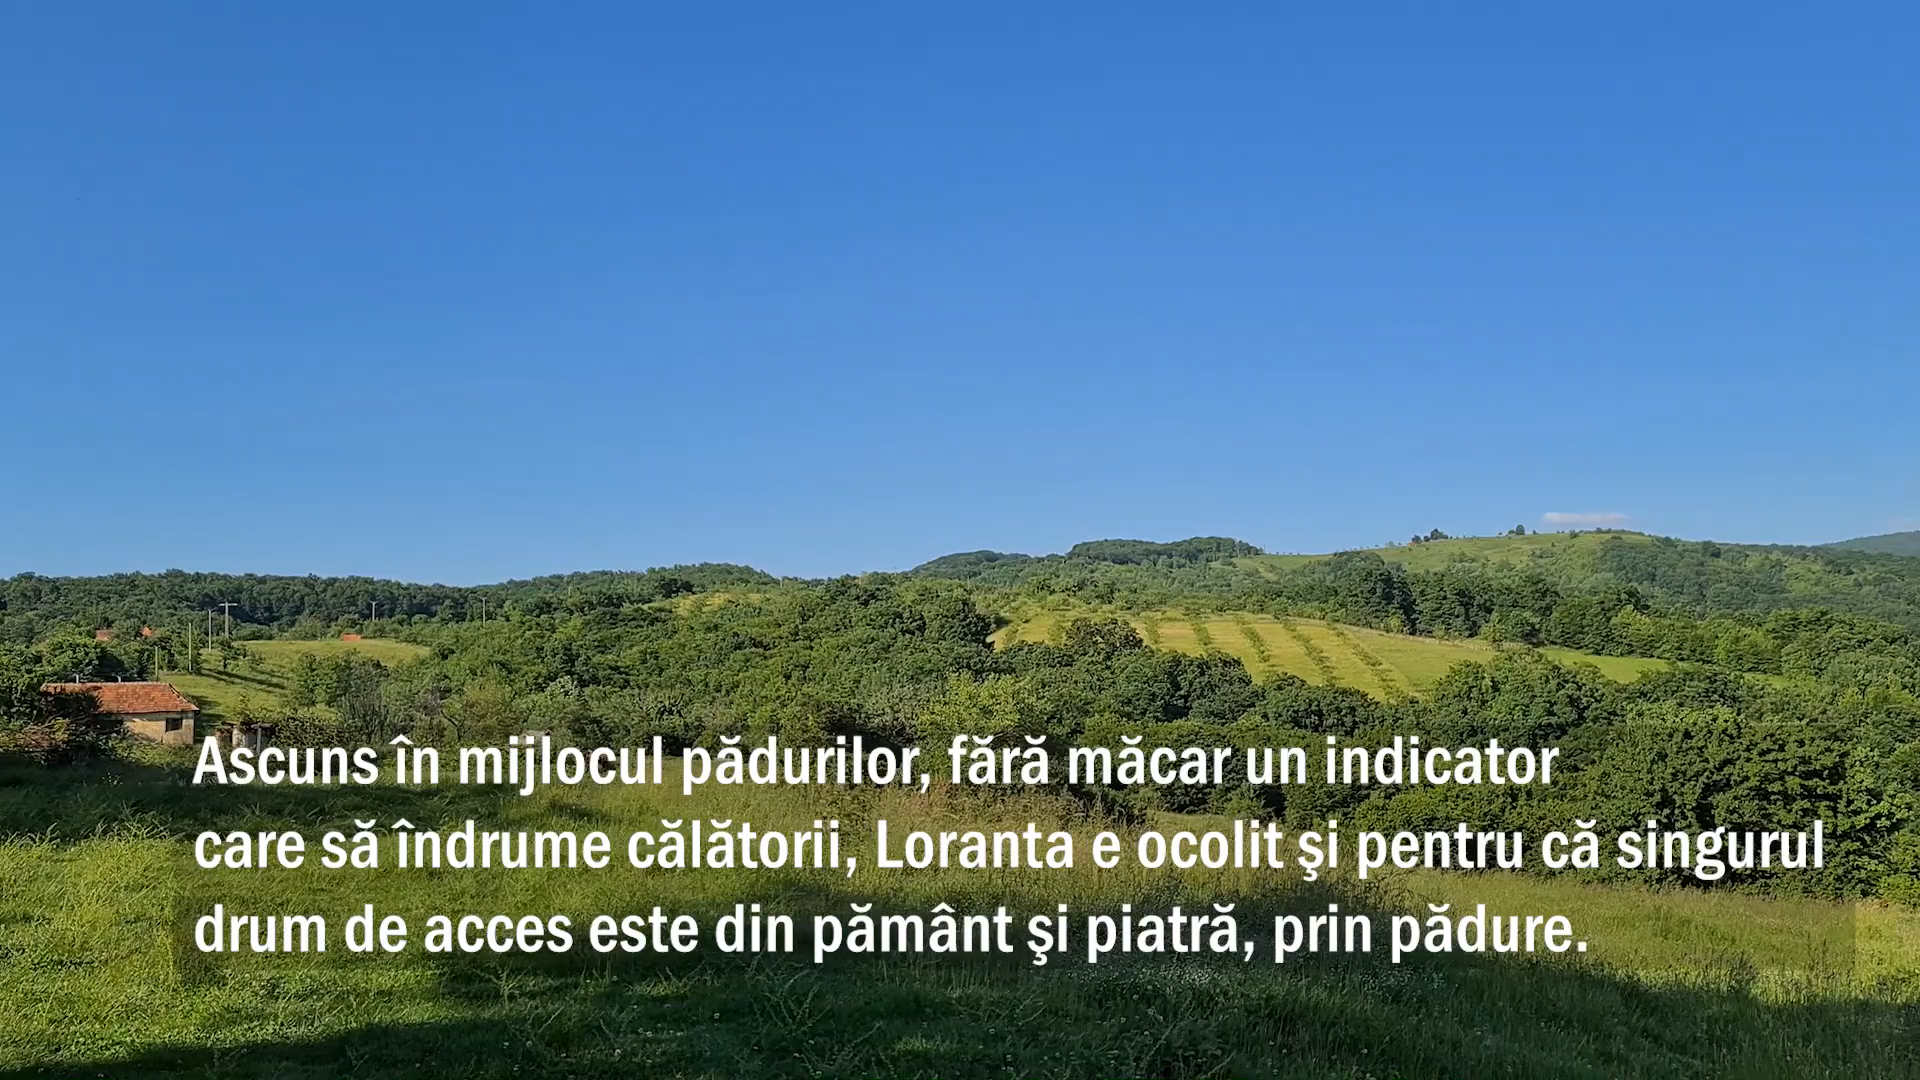 Ascuns în mijlocul pădurilor, fără măcar un indicator
care să îndrume călătorii, Loranta e ocolit şi pentru că singurul
drum de acces este din pământ şi piatră, prin pădure.